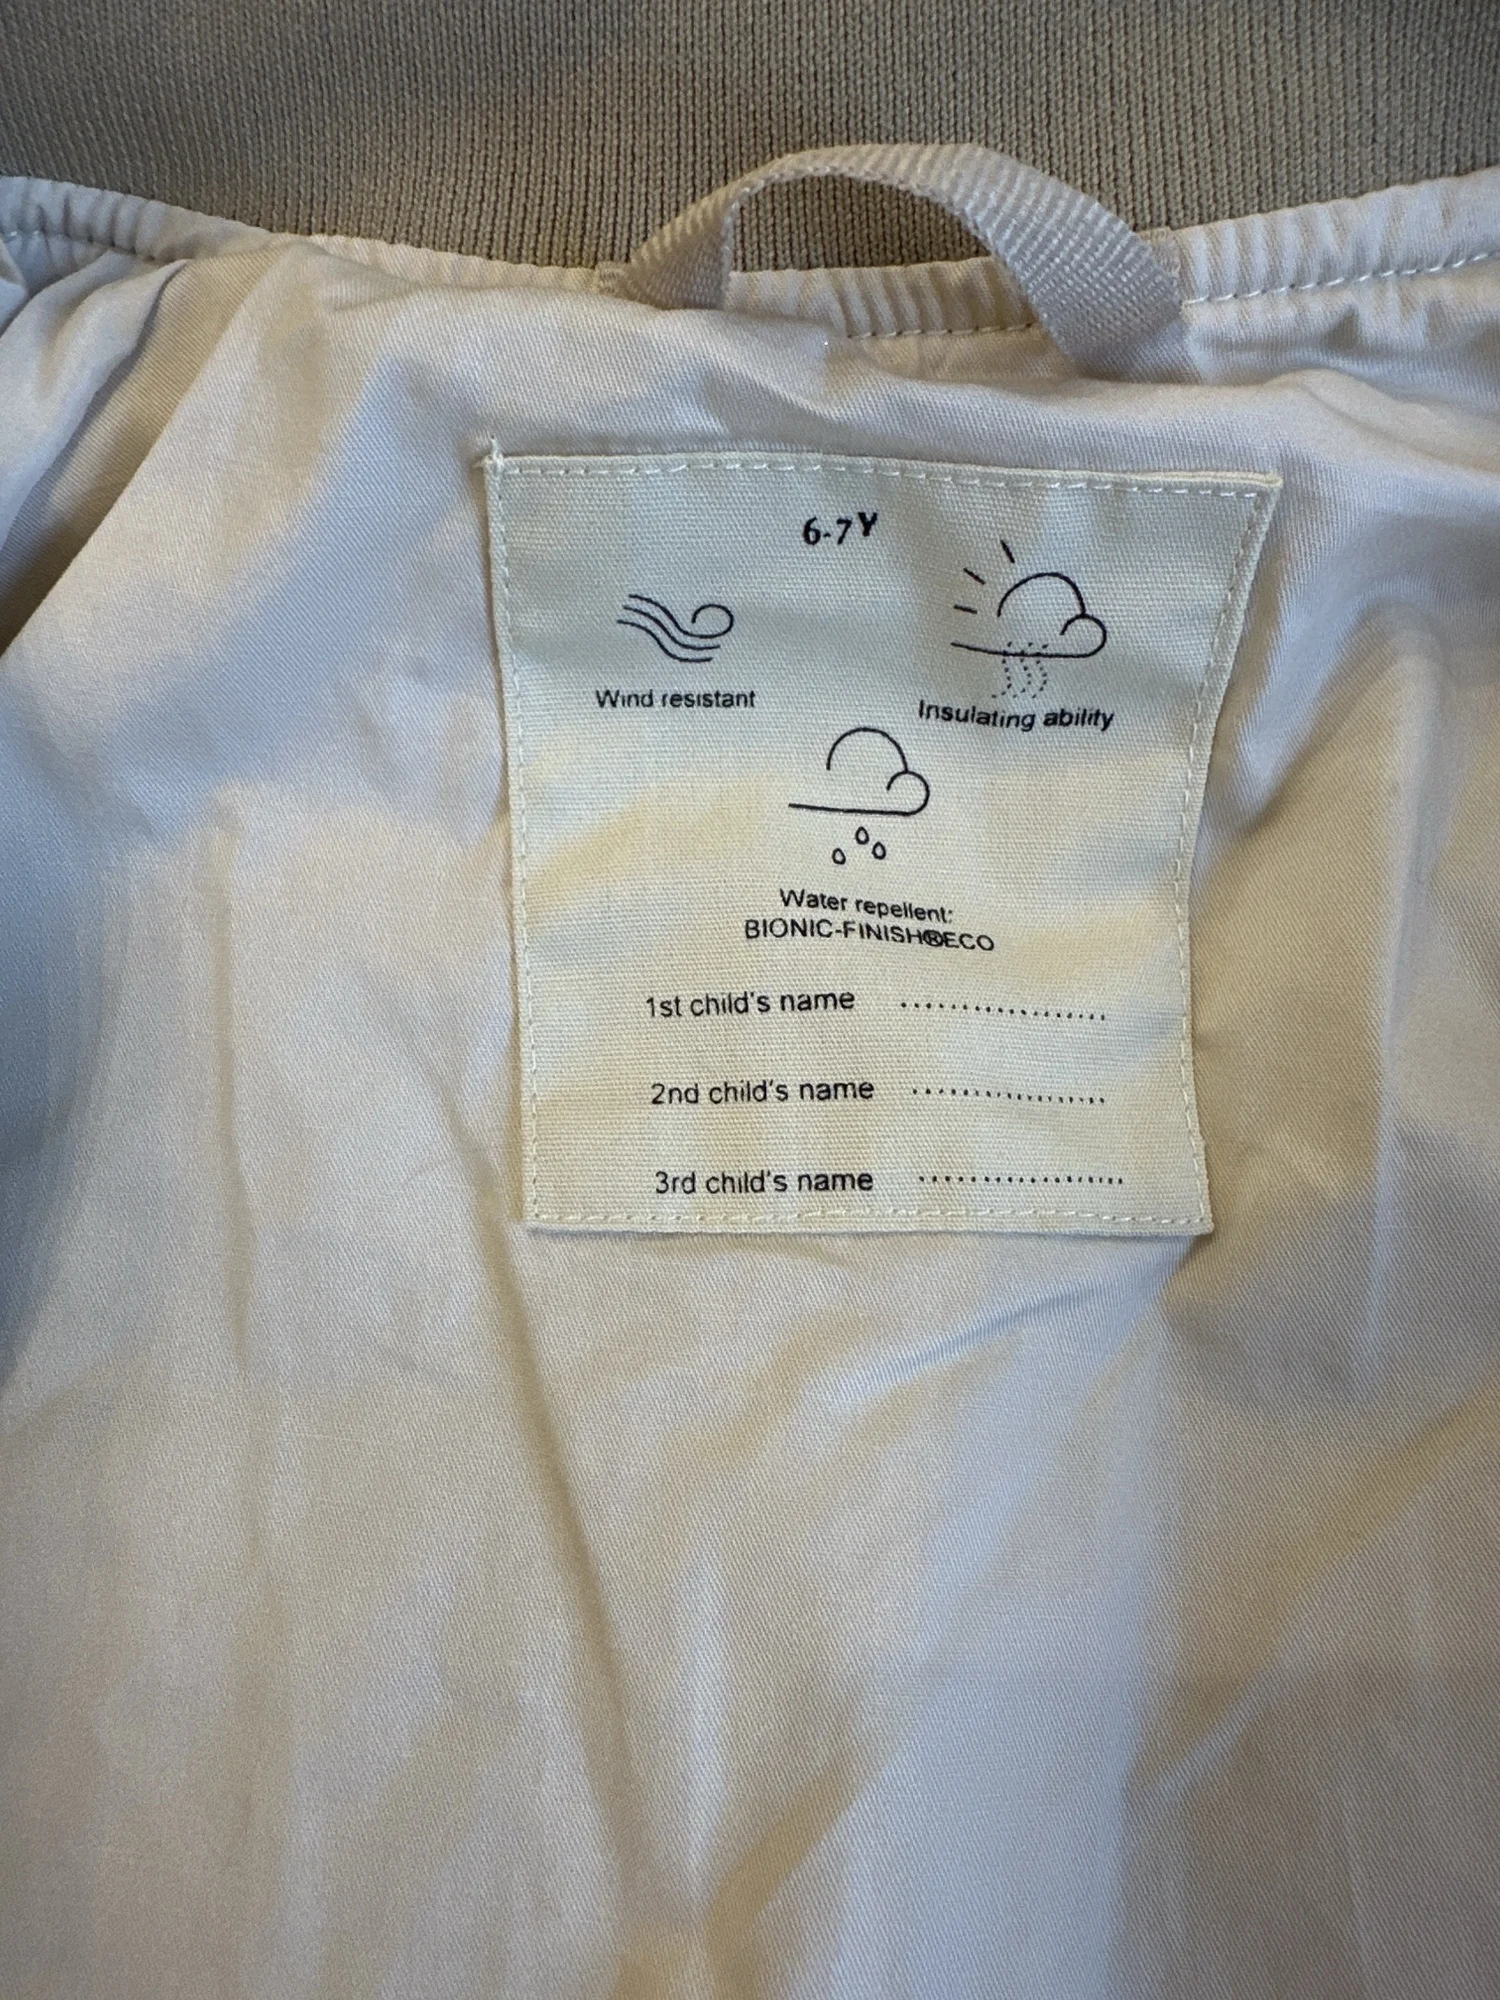 6-7Y
Wind resistant
Insulating ability
Water repellent:
BIONIC-FINISH®ECO
1st child's name ..................
2nd child's name ..................
3rd child's name ..................